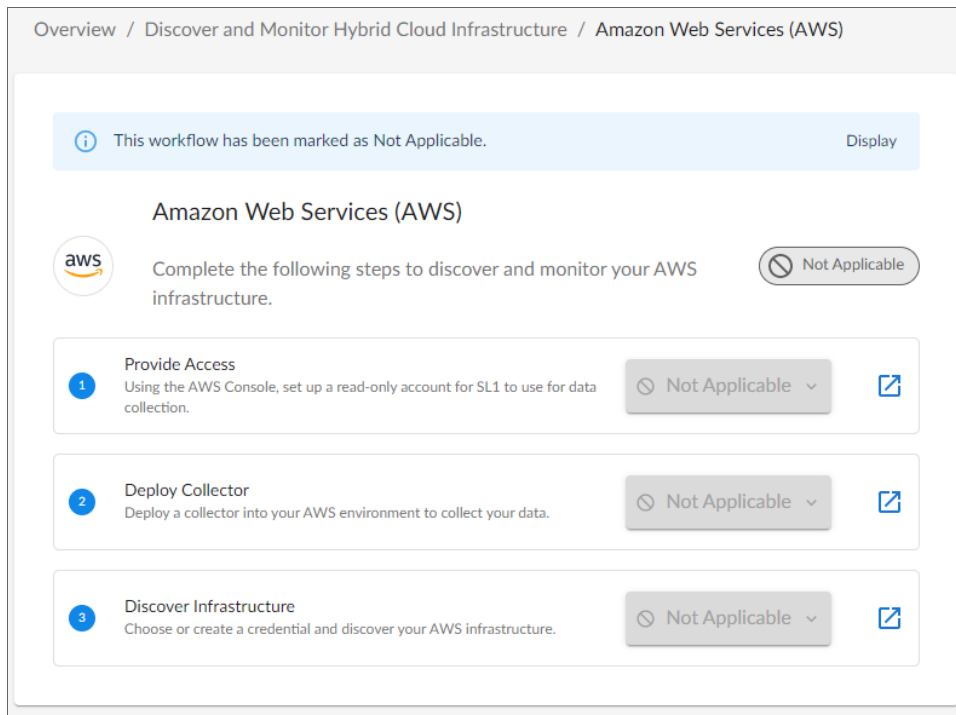 Overview / Discover and Monitor Hybrid Cloud Infrastructure / Amazon Web Services (AWS)
This workflow has been marked as Not Applicable.
Display
Amazon Web Services (AWS)
aws
Complete the following steps to discover and monitor your AWS
infrastructure.
Not Applicable
1
Provide Access
Using the AWS Console, set up a read-only account for SL1 to use for data
collection.
Not Applicable
2
Deploy Collector
Deploy a collector into your AWS environment to collect your data.
Not Applicable
3
Discover Infrastructure
Choose or create a credential and discover your AWS infrastructure.
Not Applicable